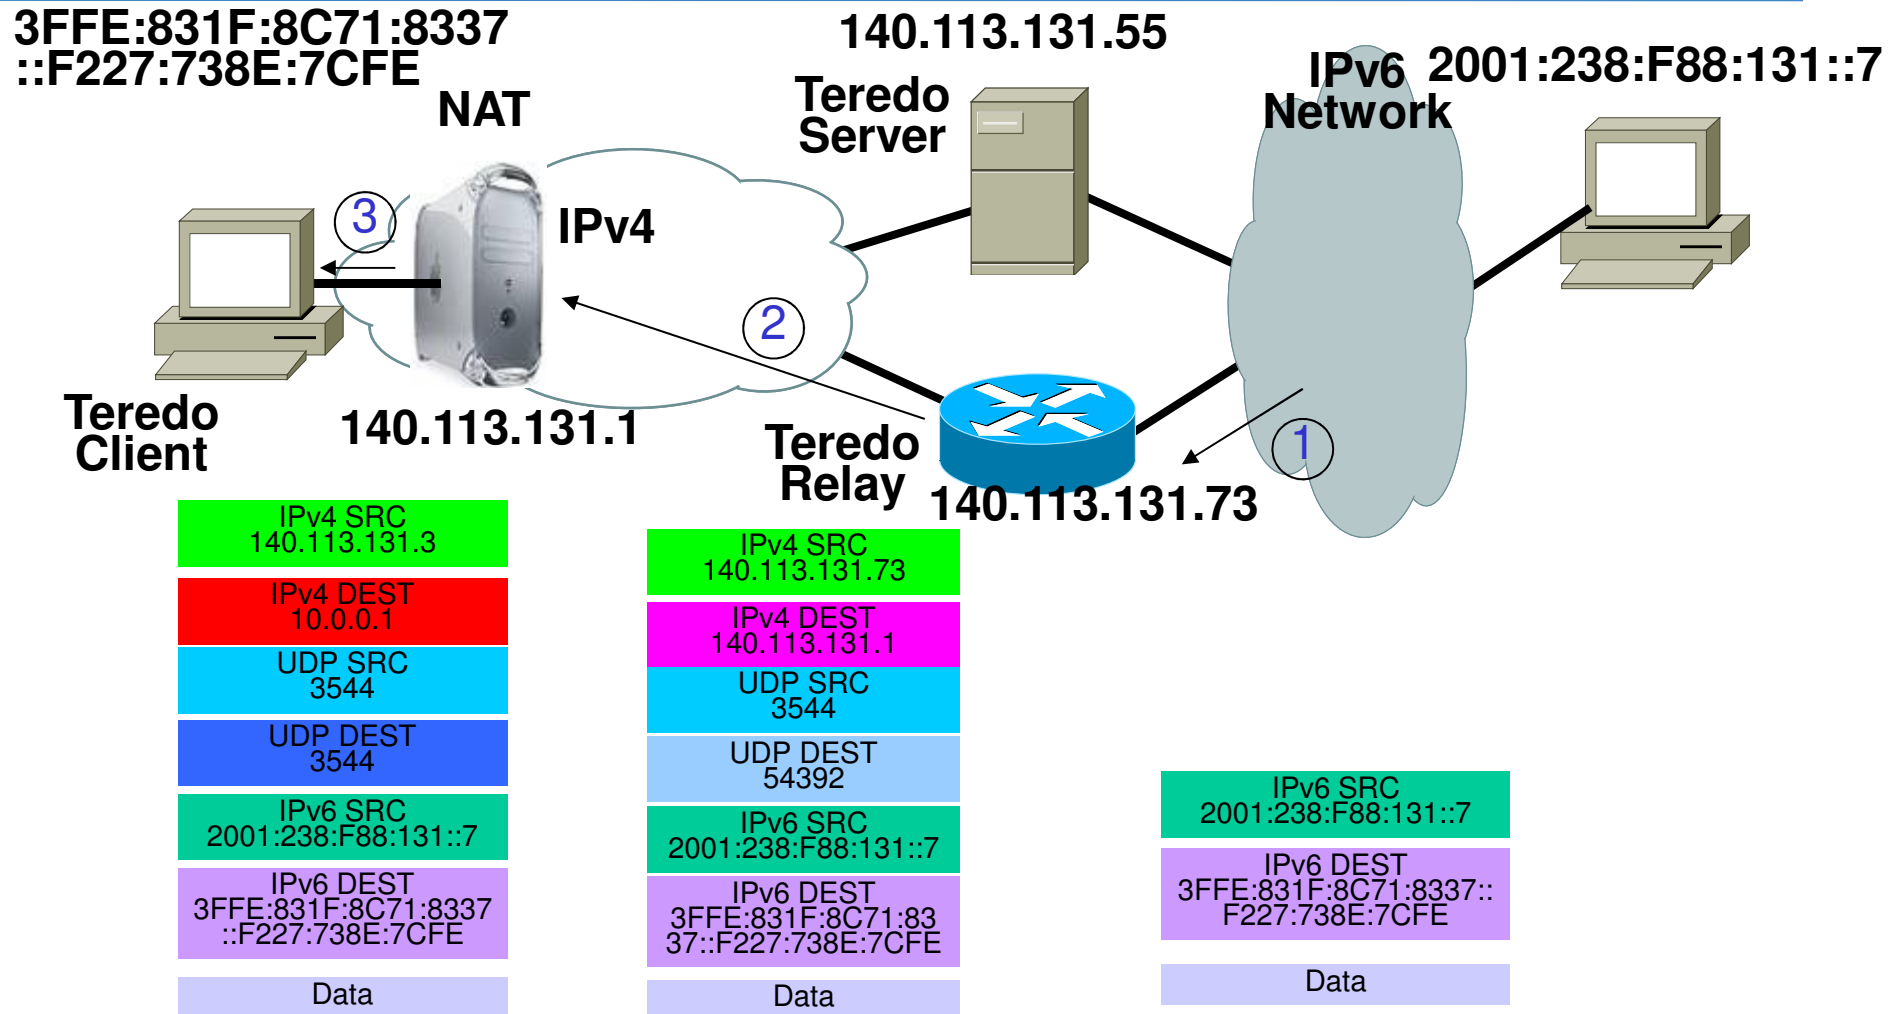 3FFE:831F:8C71:8337
::F227:738E:7CFE
NAT
140.113.131.55
Teredo
Server
IPv6
Network
2001:238:F88:131::7
3
IPv4
2
1
Teredo
Client
140.113.131.1
Teredo
Relay
140.113.131.73
IPv4 SRC
140.113.131.3
IPv4 DEST
10.0.0.1
UDP SRC
3544
UDP DEST
3544
IPv6 SRC
2001:238:F88:131::7
IPv6 DEST
3FFE:831F:8C71:8337
::F227:738E:7CFE
Data
IPv4 SRC
140.113.131.73
IPv4 DEST
140.113.131.1
UDP SRC
3544
UDP DEST
54392
IPv6 SRC
2001:238:F88:131::7
IPv6 DEST
3FFE:831F:8C71:83
37::F227:738E:7CFE
Data
IPv6 SRC
2001:238:F88:131::7
IPv6 DEST
3FFE:831F:8C71:8337::
F227:738E:7CFE
Data